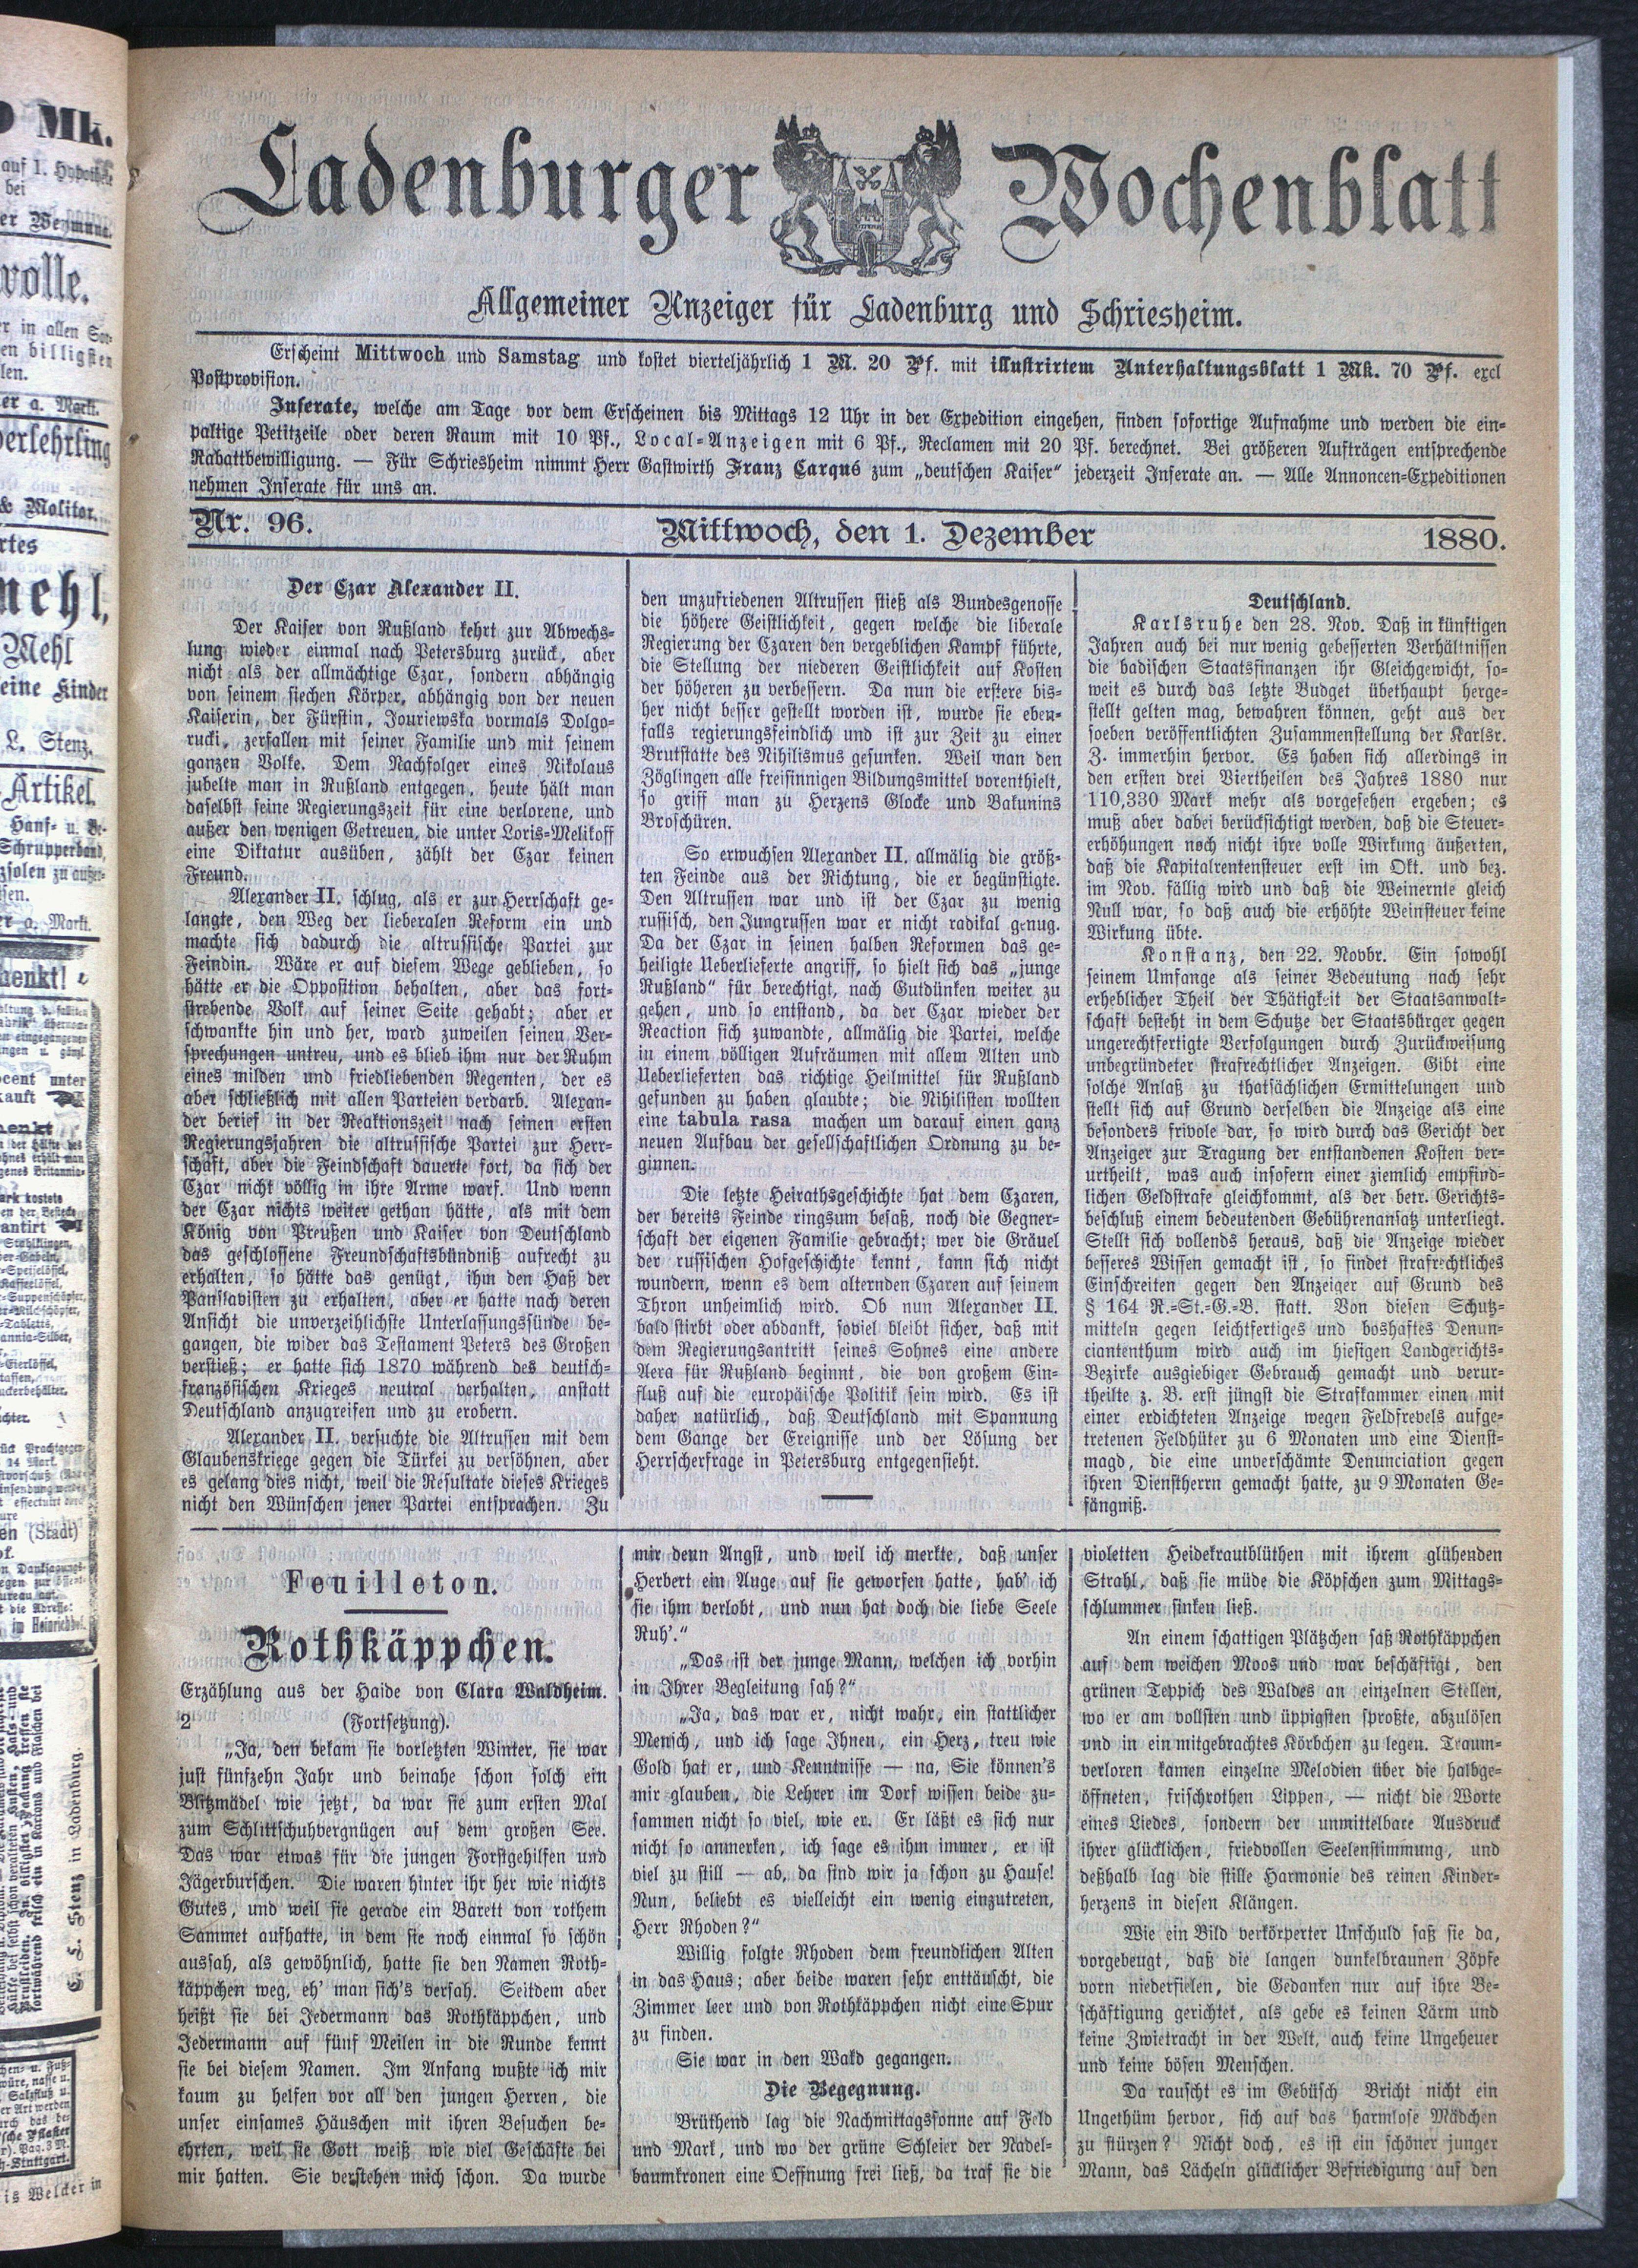 Ladenburger Wochenblatt
Allgemeiner Anzeiger für Ladenburg und Schriesheim.
Erscheint Mittwoch und Samstag und kostet vierteljährlich 1 M. 20 Pf. mit illustrirtem Unterhaltungsblatt 1 Mk. 70 Pf. excl
Postprovision.
Inserate, welche am Tage vor dem Erscheinen bis Mittags 12 Uhr in der Expedition eingehen, finden sofortige Aufnahme und werden die ein-
paltige Petitzeile oder deren Raum mit 10 Pf., Local-Anzeigen mit 6 Pf., Reclamen mit 20 Pf. berechnet. Bei größeren Aufträgen entsprechende
Rabattbewilligung. — Für Schriesheim nimmt Herr Gastwirth Franz Carqus zum „deutschen Kaiser“ jederzeit Inserate an. — Alle Annoncen-Expeditionen
nehmen Inserate für uns an.
Nr. 96. Mittwoch, den 1. Dezember 1880.
Der Czar Alexander II.
Der Kaiser von Rußland kehrt zur Abwechs-
lung wieder einmal nach Petersburg zurück, aber
nicht als der allmächtige Czar, sondern abhängig
von seinem siechen Körper, abhängig von der neuen
Kaiserin, der Fürstin, Jouriewska vormals Dolgo-
rucki, zerfallen mit seiner Familie und mit seinem
ganzen Volke. Dem Nachfolger eines Nikolaus
jubelte man in Rußland entgegen, heute hält man
daselbst seine Regierungszeit für eine verlorene, und
außer den wenigen Getreuen, die unter Loris-Melikoff
eine Diktatur ausüben, zählt der Czar keinen
Freund.
Alexander II. schlug, als er zur Herrschaft ge-
langte, den Weg der lieberalen Reform ein und
machte sich dadurch die altrussische Partei zur
Feindin. Wäre er auf diesem Wege geblieben, so
hätte er die Opposition behalten, aber das fort-
strebende Volk auf seiner Seite gehabt; aber er
schwankte hin und her, ward zuweilen seinen Ver-
sprechungen untreu, und es blieb ihm nur der Ruhm
eines milden und friedliebenden Regenten, der es
aber schließlich mit allen Parteien verdarb. Alexan-
der berief in der Reaktionszeit nach seinen ersten
Regierungsjahren die altrussische Partei zur Herr-
schaft, aber die Feindschaft dauerte fort, da sich der
Czar nicht völlig in ihre Arme warf. Und wenn
der Czar nichts weiter gethan hätte, als mit dem
König von Preußen und Kaiser von Deutschland
das geschlossene Freundschaftsbündniß aufrecht zu
erhalten, so hätte das genügt, ihm den Haß der
Panslavisten zu erhalten, aber er hatte nach deren
Ansicht die unverzeihlichste Unterlassungssünde be-
gangen, die wider das Testament Peters des Großen
verstieß; er hatte sich 1870 während des deutsch-
französischen Krieges neutral verhalten, anstatt
Deutschland anzugreifen und zu erobern.
Alexander II. versuchte die Altrussen mit dem
Glaubenskriege gegen die Türkei zu versöhnen, aber
es gelang dies nicht, weil die Resultate dieses Krieges
nicht den Wünschen jener Partei entsprachen. Zu
den unzufriedenen Altrussen stieß als Bundesgenosse
die höhere Geistlichkeit, gegen welche die liberale
Regierung der Czaren den vergeblichen Kampf führte,
die Stellung der niederen Geistlichkeit auf Kosten
der höheren zu verbessern. Da nun die erstere bis-
her nicht besser gestellt worden ist, wurde sie eben-
falls regierungsfeindlich und ist zur Zeit zu einer
Brutstätte des Nihilismus gesunken. Weil man den
Zöglingen alle freisinnigen Bildungsmittel vorenthielt,
so griff man zu Herzens Glocke und Bakunins
Broschüren.
So erwuchsen Alexander II. allmälig die größ-
ten Feinde aus der Richtung, die er begünstigte.
Den Altrussen war und ist der Czar zu wenig
russisch, den Jungrussen war er nicht radikal genug.
Da der Czar in seinen halben Reformen das ge-
heiligte Ueberlieferte angriff, so hielt sich das „junge
Rußland“ für berechtigt, nach Gutdünken weiter zu
gehen, und so entstand, da der Czar wieder der
Reaction sich zuwandte, allmälig die Partei, welche
in einem völligen Aufräumen mit allem Alten und
Ueberlieferten das richtige Heilmittel für Rußland
gefunden zu haben glaubte; die Nihilisten wollten
eine tabula rasa machen um darauf einen ganz
neuen Aufbau der gesellschaftlichen Ordnung zu be-
ginnen.
Die letzte Heirathsgeschichte hat dem Czaren,
der bereits Feinde ringsum besaß, noch die Gegner-
schaft der eigenen Familie gebracht; wer die Gräuel
der russischen Hofgeschichte kennt, kann sich nicht
wundern, wenn es dem alternden Czaren auf seinem
Thron unheimlich wird. Ob nun Alexander II.
bald stirbt oder abdankt, soviel bleibt sicher, daß mit
dem Regierungsantritt seines Sohnes eine andere
Aera für Rußland beginnt, die von großem Ein-
fluß auf die europäische Politik sein wird. Es ist
daher natürlich, daß Deutschland mit Spannung
dem Gange der Ereignisse und der Lösung der
Herrscherfrage in Petersburg entgegensieht.
Deutschland.
Karlsruhe den 28. Nov. Daß in künftigen
Jahren auch bei nur wenig gebesserten Verhältnissen
die badischen Staatsfinanzen ihr Gleichgewicht, so-
weit es durch das letzte Budget übethaupt herge-
stellt gelten mag, bewahren können, geht aus der
soeben veröffentlichten Zusammenstellung der Karlsr.
Z. immerhin hervor. Es haben sich allerdings in
den ersten drei Viertheilen des Jahres 1880 nur
110,330 Mark mehr als vorgesehen ergeben; es
muß aber dabei berücksichtigt werden, daß die Steuer-
erhöhungen noch nicht ihre volle Wirkung äußerten,
daß die Kapitalrentensteuer erst im Okt. und bez.
im Nov. fällig wird und daß die Weinernte gleich
Null war, so daß auch die erhöhte Weinsteuer keine
Wirkung übte.
Konstanz, den 22. Novbr. Ein sowohl
seinem Umfange als seiner Bedeutung nach sehr
erheblicher Theil der Thätigkeit der Staatsanwalt-
schaft besteht in dem Schutze der Staatsbürger gegen
ungerechtfertigte Verfolgungen durch Zurückweisung
unbegründeter strafrechtlicher Anzeigen. Gibt eine
solche Anlaß zu thatsächlichen Ermittelungen und
stellt sich auf Grund derselben die Anzeige als eine
besonders frivole dar, so wird durch das Gericht der
Anzeiger zur Tragung der entstandenen Kosten ver-
urtheilt, was auch insofern einer ziemlich empfind-
lichen Geldstrafe gleichkommt, als der betr. Gerichts-
beschluß einem bedeutenden Gebührenansatz unterliegt.
Stellt sich vollends heraus, daß die Anzeige wieder
besseres Wissen gemacht ist, so findet strafrechtliches
Einschreiten gegen den Anzeiger auf Grund des
§ 164 R.-St.-G.-B. statt. Von diesen Schutz-
mitteln gegen leichtfertiges und boshaftes Denun-
ciantenthum wird auch im hiesigen Landgerichts-
Bezirke ausgiebiger Gebrauch gemacht und verur-
theilte z. B. erst jüngst die Strafkammer einen mit
einer erdichteten Anzeige wegen Feldfrevels aufge-
tretenen Feldhüter zu 6 Monaten und eine Dienst-
magd, die eine unverschämte Denunciation gegen
ihren Dienstherrn gemacht hatte, zu 9 Monaten Ge-
fängniß.
Feuilleton.
Rothkäppchen.
Erzählung aus der Haide von Clara Waldheim.
2 (Fortsetzung).
„Ja, den bekam sie vorletzten Winter, sie war
just fünfzehn Jahr und beinahe schon solch ein
Blitzmädel wie jetzt, da war sie zum ersten Mal
zum Schlittschuhvergnügen auf dem großen See.
Das war etwas für die jungen Forstgehilfen und
Jägerburschen. Die waren hinter ihr her wie nichts
Gutes, und weil sie gerade ein Barett von rothem
Sammet aufhatte, in dem sie noch einmal so schön
aussah, als gewöhnlich, hatte sie den Namen Roth-
käppchen weg, eh' man sich's versah. Seitdem aber
heißt sie bei Jedermann das Rothkäppchen, und
Jedermann auf fünf Meilen in die Runde kennt
sie bei diesem Namen. Im Anfang wußte ich mir
kaum zu helfen vor all den jungen Herren, die
unser einsames Häuschen mit ihren Besuchen be-
ehrten, weil sie Gott weiß wie viel Geschäfte bei
mir hatten. Sie verstehen mich schon. Da wurde
mir denn Angst, und weil ich merkte, daß unser
Herbert ein Auge auf sie geworfen hatte, hab' ich
sie ihm verlobt, und nun hat doch die liebe Seele
Ruh'.“
„Das ist der junge Mann, welchen ich vorhin
in Ihrer Begleitung sah?“
„Ja, das war er, nicht wahr, ein stattlicher
Mensch, und ich sage Ihnen, ein Herz, treu wie
Gold hat er, und Kenntnisse — na, Sie können's
mir glauben, die Lehrer im Dorf wissen beide zu-
sammen nicht so viel, wie er. Er läßt es sich nur
nicht so anmerken, ich sage es ihm immer, er ist
viel zu still — ab, da sind wir ja schon zu Hause!
Nun, beliebt es vielleicht ein wenig einzutreten,
Herr Rhoden?“
Willig folgte Rhoden dem freundlichen Alten
in das Haus; aber beide waren sehr enttäuscht, die
Zimmer leer und von Rothkäppchen nicht eine Spur
zu finden.
Sie war in den Wald gegangen.
Die Begegnung.
Brüthend lag die Nachmittagssonne auf Feld
und Mark, und wo der grüne Schleier der Nadel-
baumkronen eine Oeffnung frei ließ, da traf sie die
violetten Heidekrautblüthen mit ihrem glühenden
Strahl, daß sie müde die Köpfchen zum Mittags-
schlummer sinken ließ.
An einem schattigen Plätzchen saß Rothkäppchen
auf dem weichen Moos und war beschäftigt, den
grünen Teppich des Waldes an einzelnen Stellen,
wo er am vollsten und üppigsten sproßte, abzulösen
und in ein mitgebrachtes Körbchen zu legen. Traum-
verloren kamen einzelne Melodien über die halbge-
öffneten, frischrothen Lippen, — nicht die Worte
eines Liedes, sondern der unmittelbare Ausdruck
ihrer glücklichen, friedvollen Seelenstimmung, und
deßhalb lag die stille Harmonie des reinen Kinder-
herzens in diesen Klängen.
Wie ein Bild verkörperter Unschuld saß sie da,
vorgebeugt, daß die langen dunkelbraunen Zöpfe
vorn niederfielen, die Gedanken nur auf ihre Be-
schäftigung gerichtet, als gebe es keinen Lärm und
keine Zwietracht in der Welt, auch keine Ungeheuer
und keine bösen Menschen.
Da rauscht es im Gebüsch Bricht nicht ein
Ungethüm hervor, sich auf das harmlose Mädchen
zu stürzen? Nicht doch, es ist ein schöner junger
Mann, das Lächeln glücklicher Befriedigung auf den